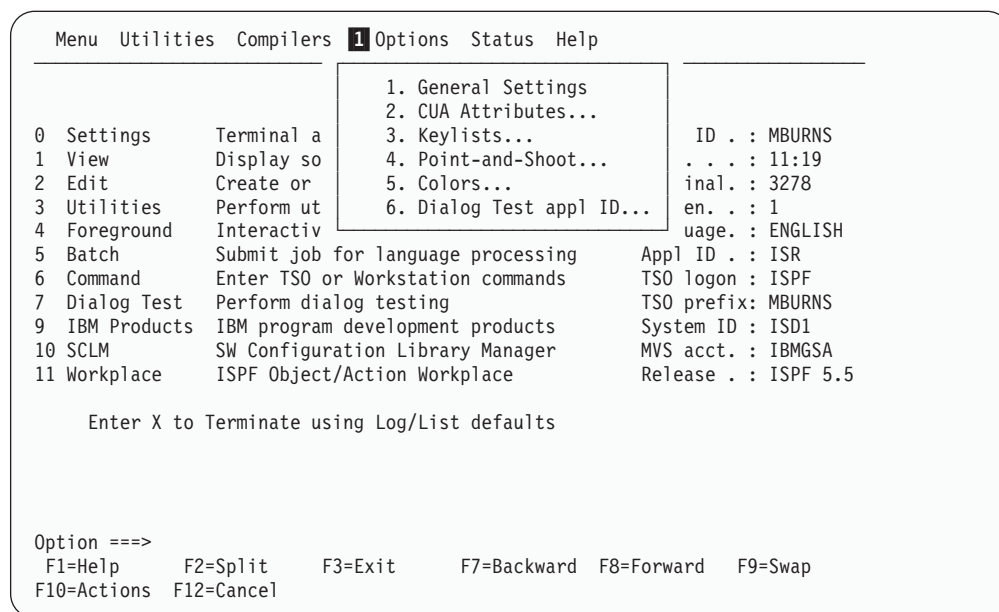 Menu Utilities Compilers 1 Options Status Help
1. General Settings
2. CUA Attributes...
0 Settings Terminal a 3. Keylists... ID . : MBURNS
1 View Display so 4. Point-and-Shoot... . . . : 11:19
2 Edit Create or 5. Colors... inal. : 3278
3 Utilities Perform ut 6. Dialog Test appl ID... en. . : 1
4 Foreground Interactiv uage. : ENGLISH
5 Batch Submit job for language processing Appl ID . : ISR
6 Command Enter TSO or Workstation commands TSO logon : ISPF
7 Dialog Test Perform dialog testing TSO prefix: MBURNS
9 IBM Products IBM program development products System ID : ISD1
10 SCLM SW Configuration Library Manager MVS acct. : IBMGSA
11 Workplace ISPF Object/Action Workplace Release . : ISPF 5.5
Enter X to Terminate using Log/List defaults
Option ===>
F1=Help F2=Split F3=Exit F7=Backward F8=Forward F9=Swap
F10=Actions F12=Cancel